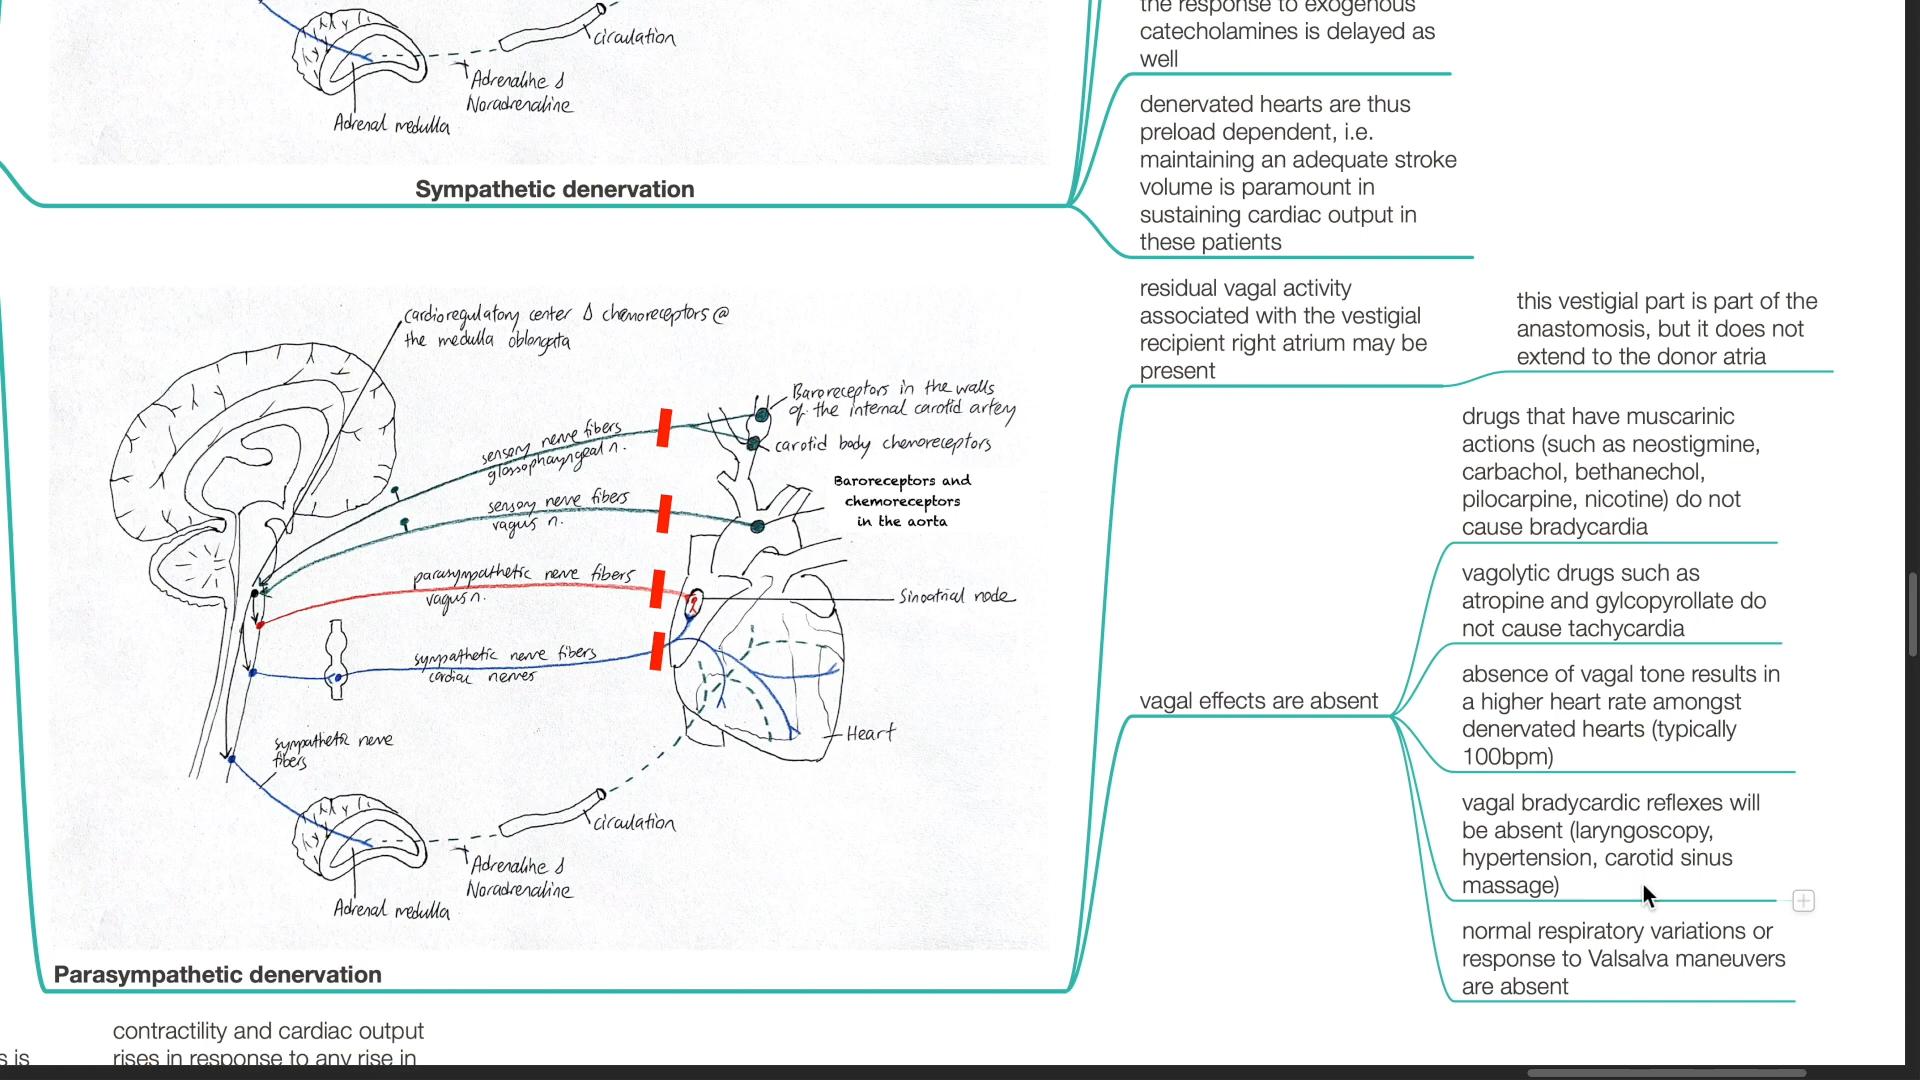 circulation
Adrenaline &
Noradrenaline
Adrenal medulla
Sympathetic denervation
the response to exogenous
catecholamines is delayed as
well
denervated hearts are thus
preload dependent, i.e.
maintaining an adequate stroke
volume is paramount in
sustaining cardiac output in
these patients
cardioregulatory center & chemoreceptors @
the medulla oblongata
Baroreceptors in the walls
of the internal carotid artery
carotid body chemoreceptors
Baroreceptors and
chemoreceptors
in the aorta
sensory nerve fibers
glossopharyngeal n.
sensory nerve fibers
vagus n.
parasympathetic nerve fibers
vagus n.
Sinoatrial node
sympathetic nerve fibers
cardiac nerves
Heart
sympathetic nerve
fibers
circulation
Adrenaline &
Noradrenaline
Adrenal medulla
Parasympathetic denervation
residual vagal activity
associated with the vestigial
recipient right atrium may be
present
this vestigial part is part of the
anastomosis, but it does not
extend to the donor atria
vagal effects are absent
drugs that have muscarinic
actions (such as neostigmine,
carbachol, bethanechol,
pilocarpine, nicotine) do not
cause bradycardia
vagolytic drugs such as
atropine and gylcopyrollate do
not cause tachycardia
absence of vagal tone results in
a higher heart rate amongst
denervated hearts (typically
100bpm)
vagal bradycardic reflexes will
be absent (laryngoscopy,
hypertension, carotid sinus
massage)
normal respiratory variations or
response to Valsalva maneuvers
are absent
s is
contractility and cardiac output
rises in response to any rise in